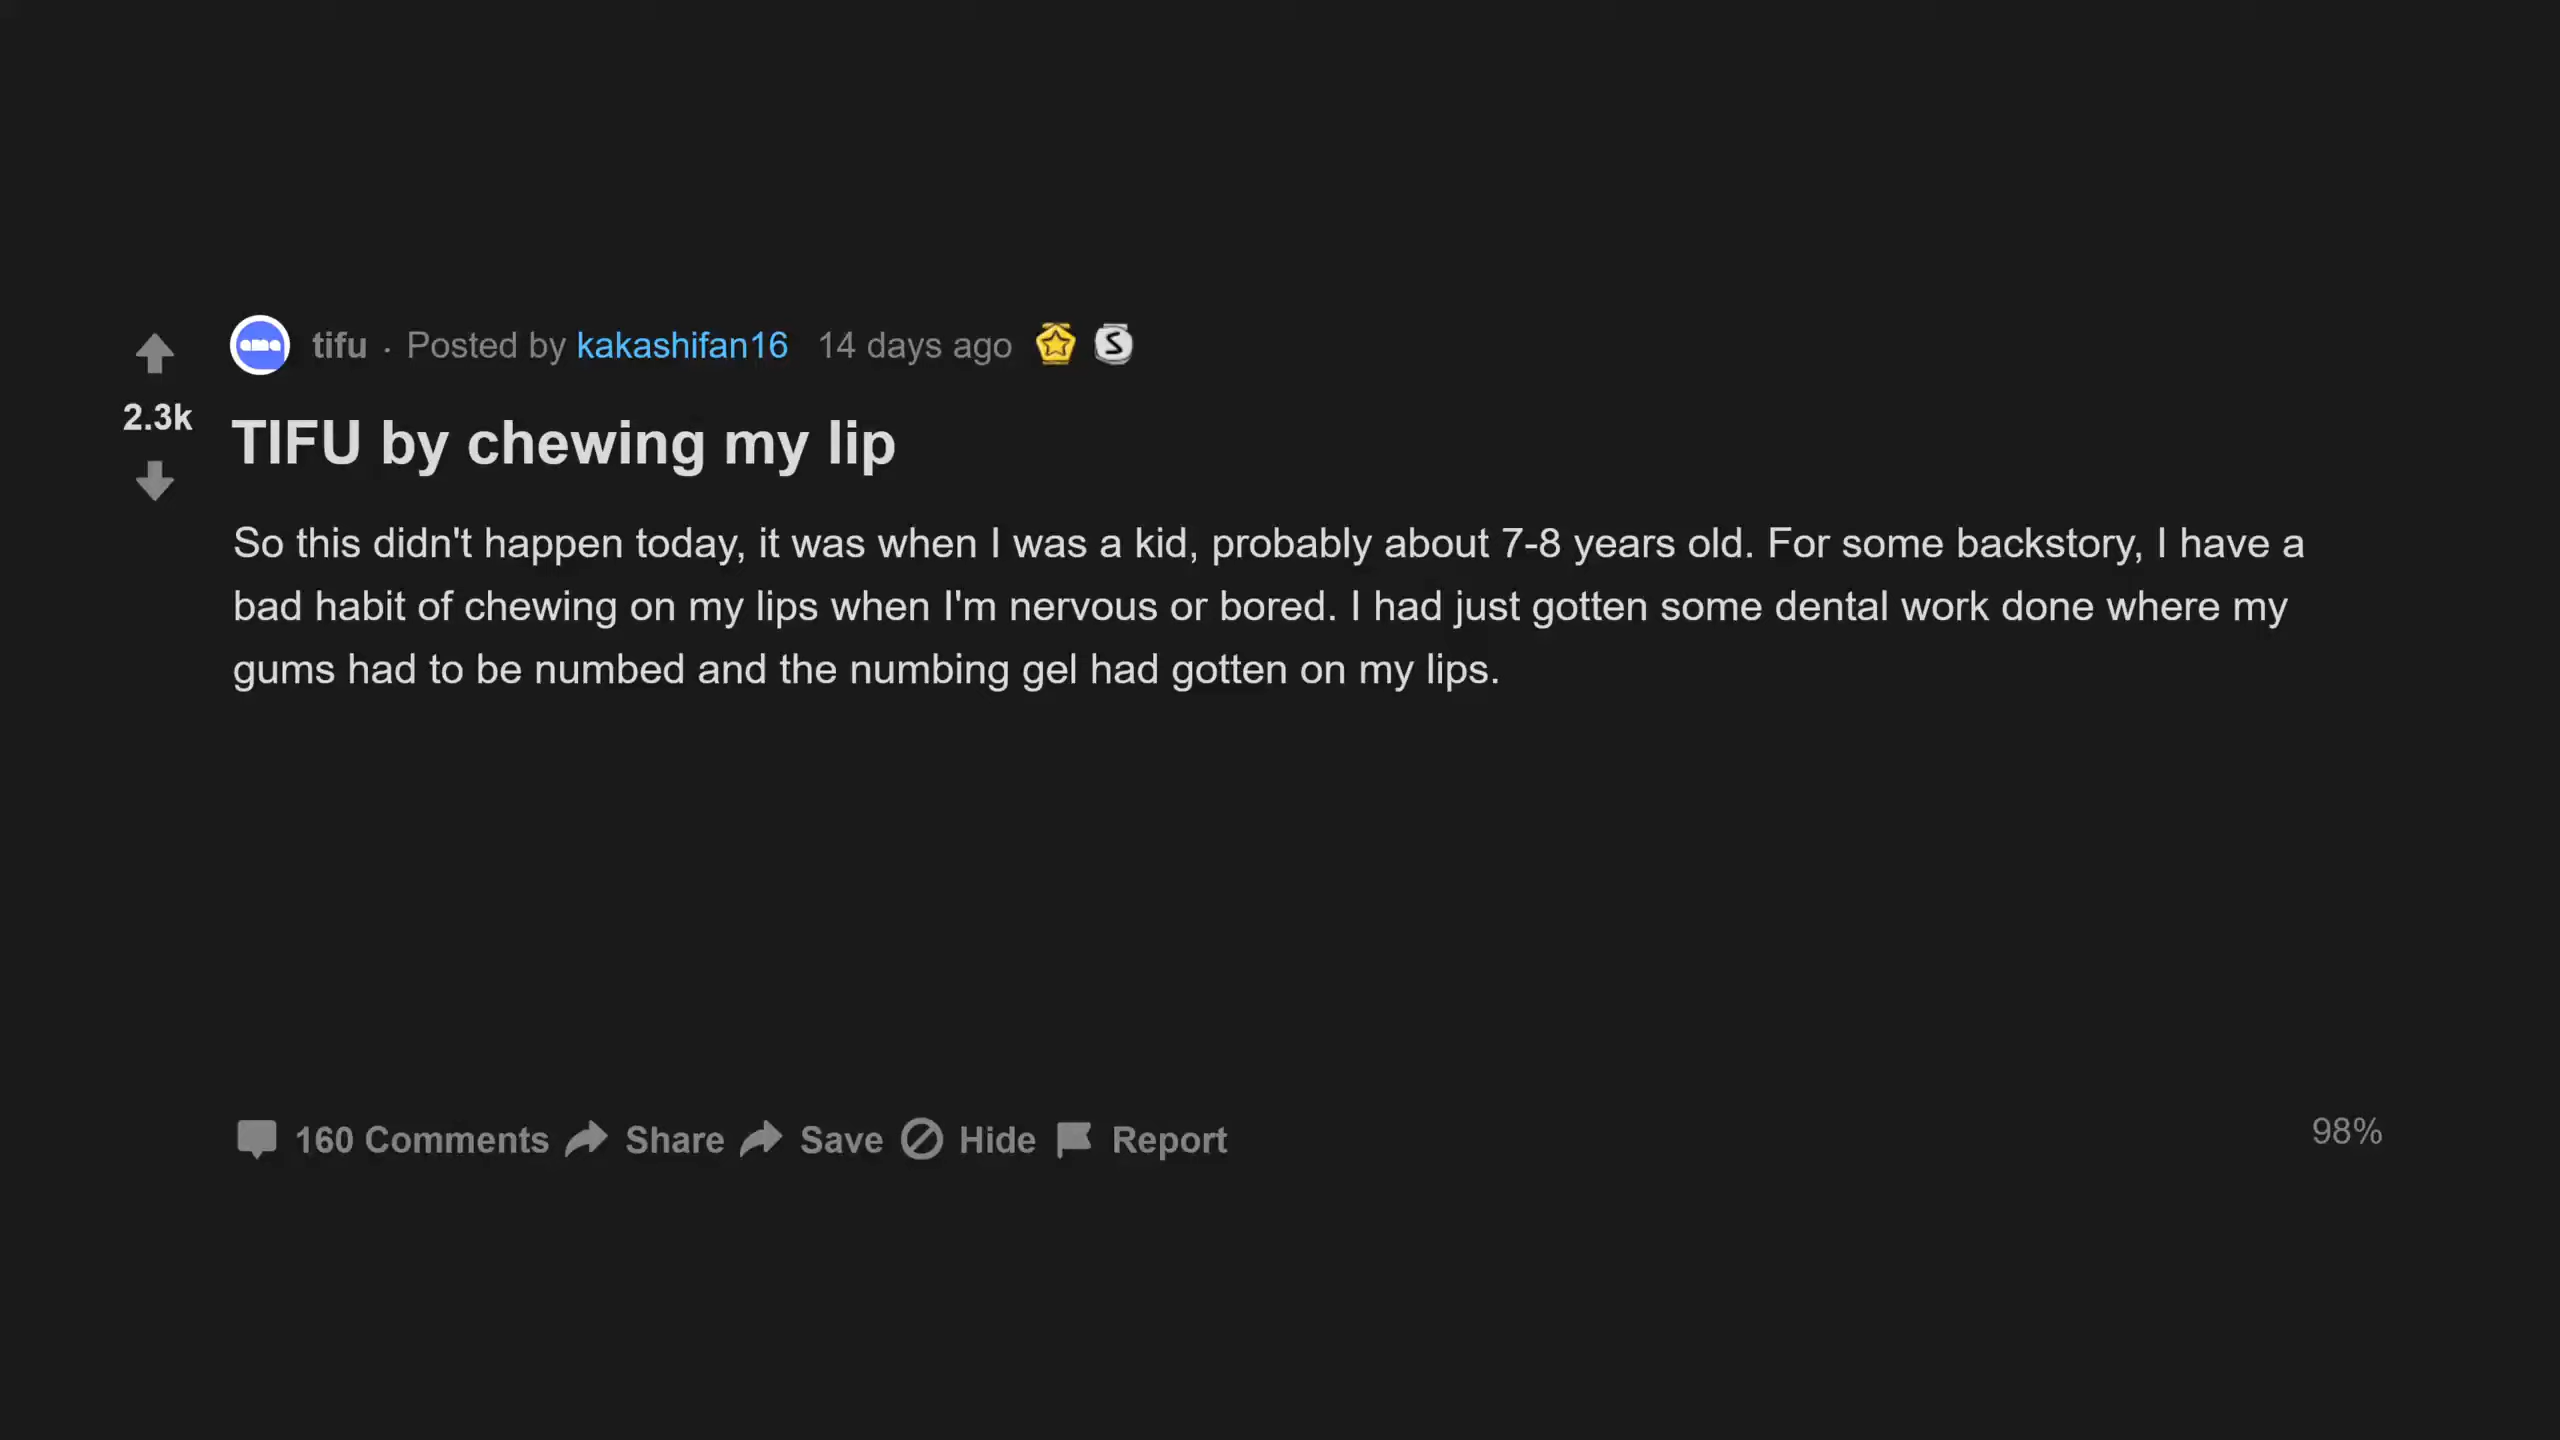 tifu · Posted by kakashifan16 14 days ago
2.3k
TIFU by chewing my lip
So this didn't happen today, it was when I was a kid, probably about 7-8 years old. For some backstory, I have a
bad habit of chewing on my lips when I'm nervous or bored. I had just gotten some dental work done where my
gums had to be numbed and the numbing gel had gotten on my lips.
160 Comments Share Save Hide Report 98%